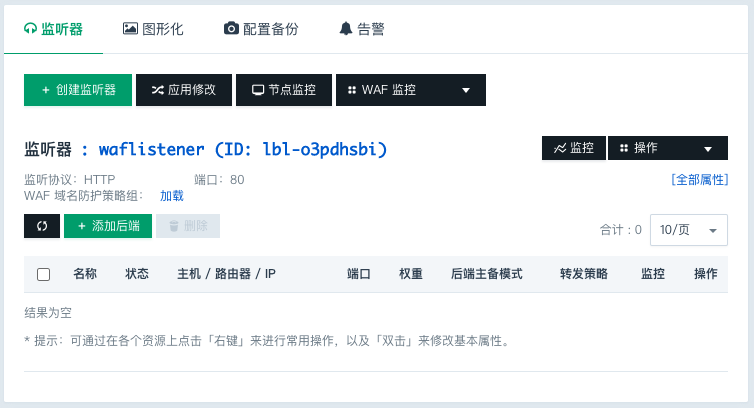 监听器 图形化 配置备份 告警
+ 创建监听器 应用修改 节点监控 WAF 监控
监听器 : waflistener (ID: lbl-o3pdhsbi) 监控 操作
监听协议: HTTP 端口: 80 [全部属性]
WAF 域名防护策略组: 加载
+ 添加后端 删除 合计 : 0 10/页
名称 状态 主机 / 路由器 / IP 端口 权重 后端主备模式 转发策略 监控 操作
结果为空
* 提示: 可通过在各个资源上点击「右键」来进行常用操作，以及「双击」来修改基本属性。